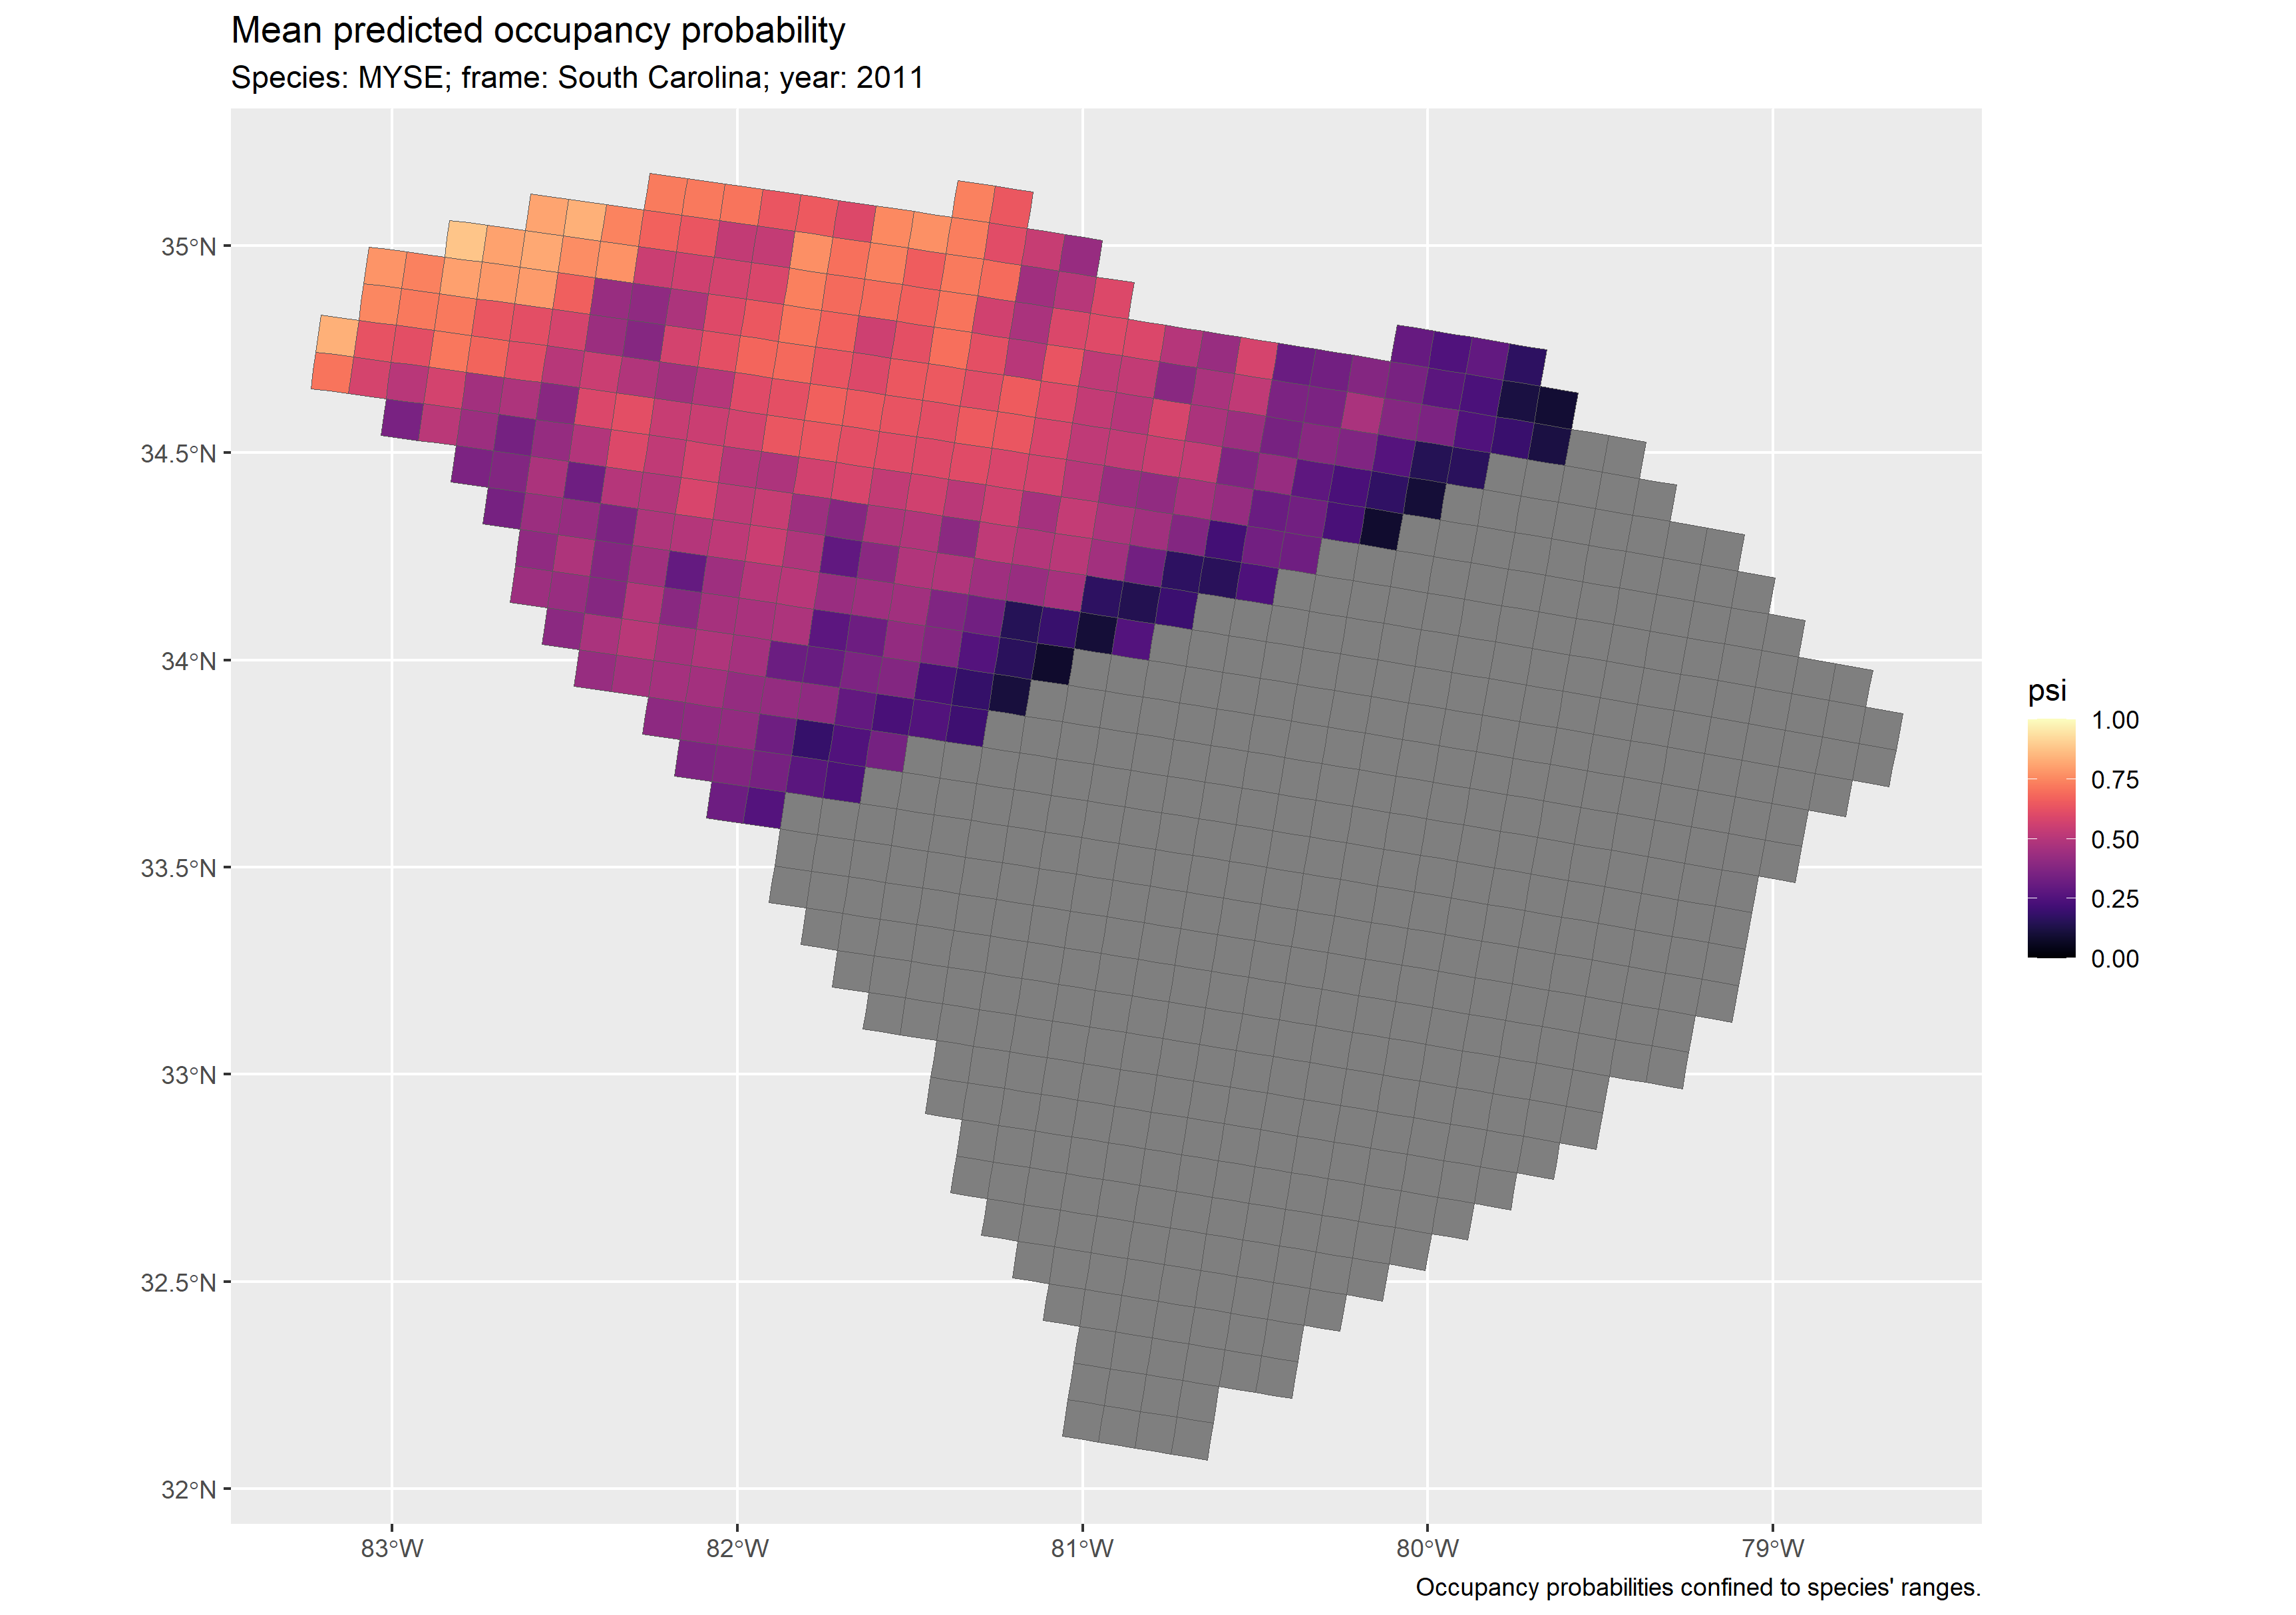 Mean predicted occupancy probability
Species: MYSE; frame: South Carolina; year: 2011
35°N
34.5°N
34°N
33.5°N
33°N
32.5°N
32°N
83°W
82°W
81°W
80°W
79°W
psi
1.00
0.75
0.50
0.25
0.00
Occupancy probabilities confined to species' ranges.